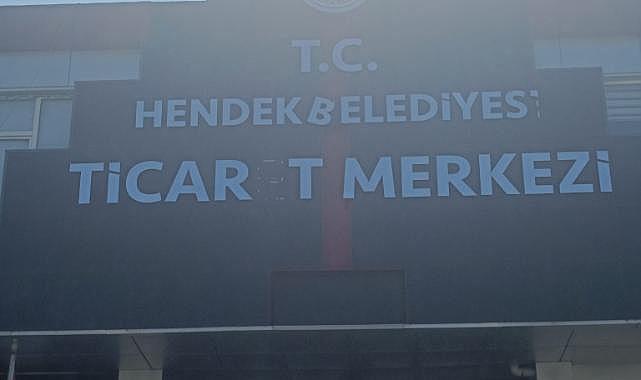 T.C.
HENDEK BELEDİYESİ
TİCAR T MERKEZİ